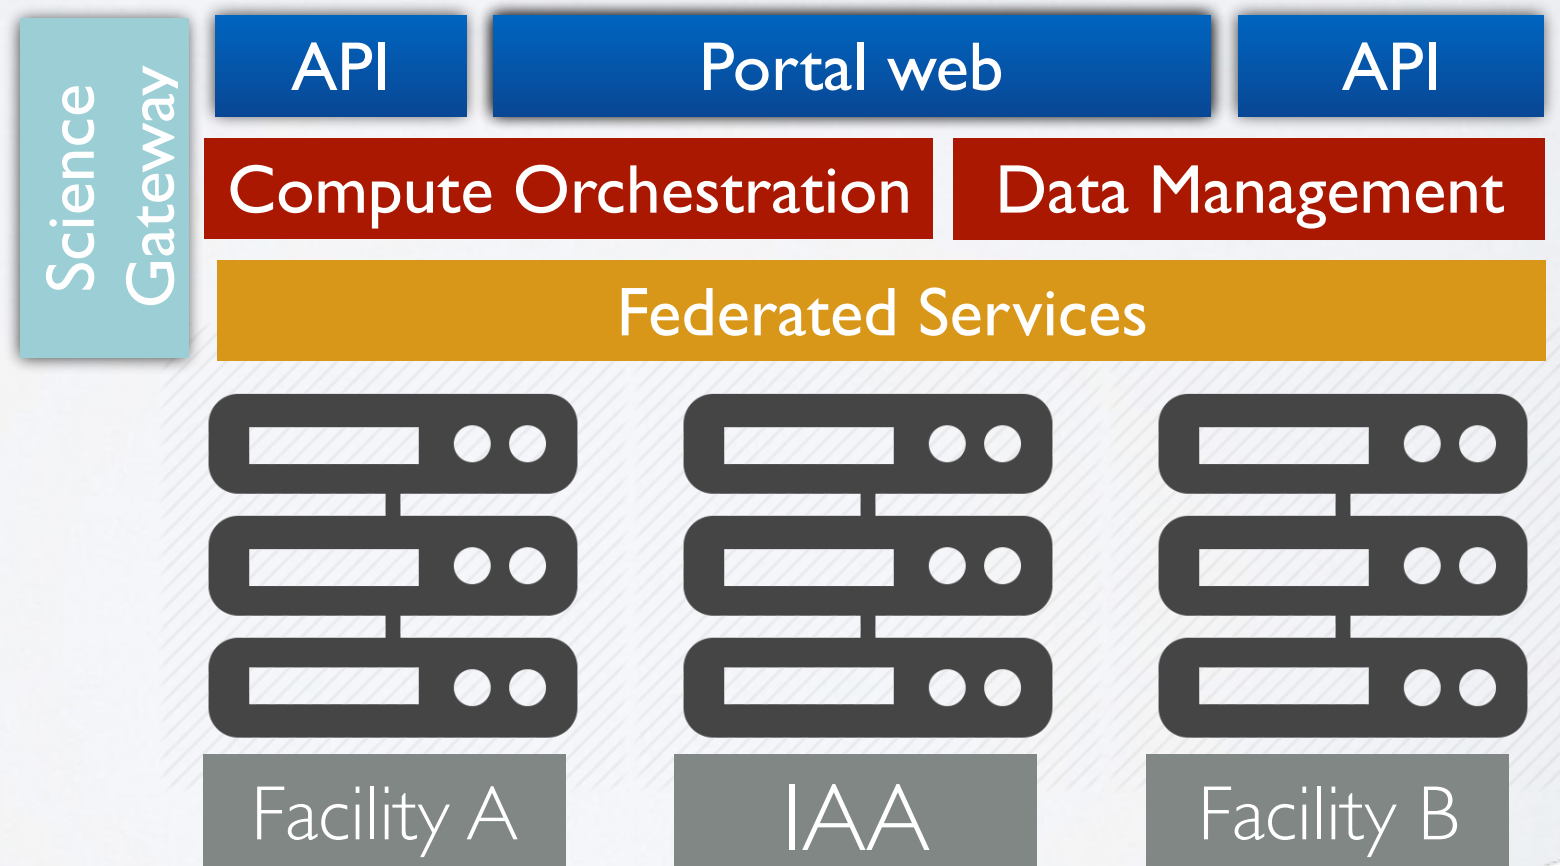 Science
Gateway
API
Portal web
API
Compute Orchestration
Data Management
Federated Services
Facility A
IAA
Facility B